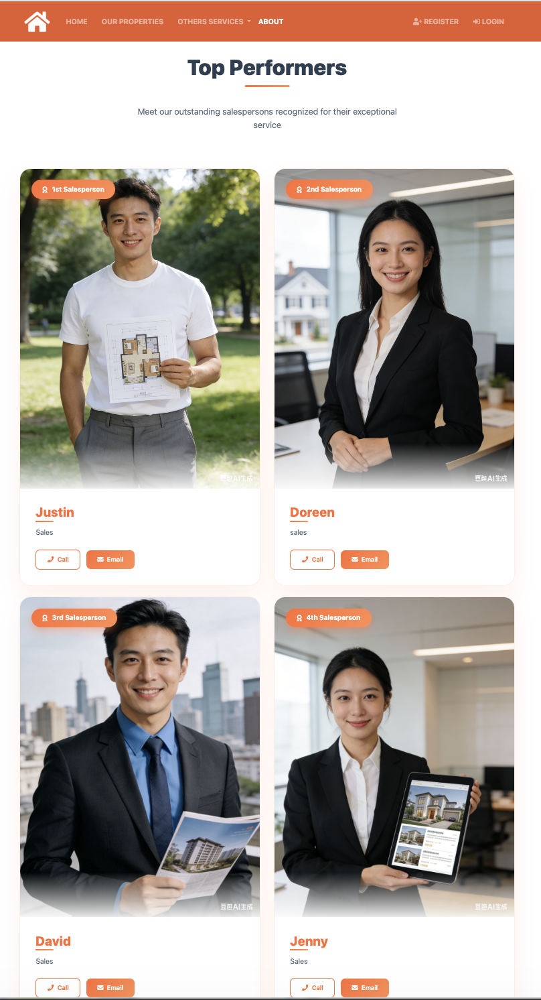 HOME OUR PROPERTIES OTHERS SERVICES ABOUT REGISTER LOGIN
Top Performers
Meet our outstanding salespersons recognized for their exceptional
service
1st Salesperson
豆包AI生成
Justin
Sales
Call Email
2nd Salesperson
豆包AI生成
Doreen
sales
Call Email
3rd Salesperson
豆包AI生成
David
Sales
Call Email
4th Salesperson
豆包AI生成
Jenny
Sales
Call Email